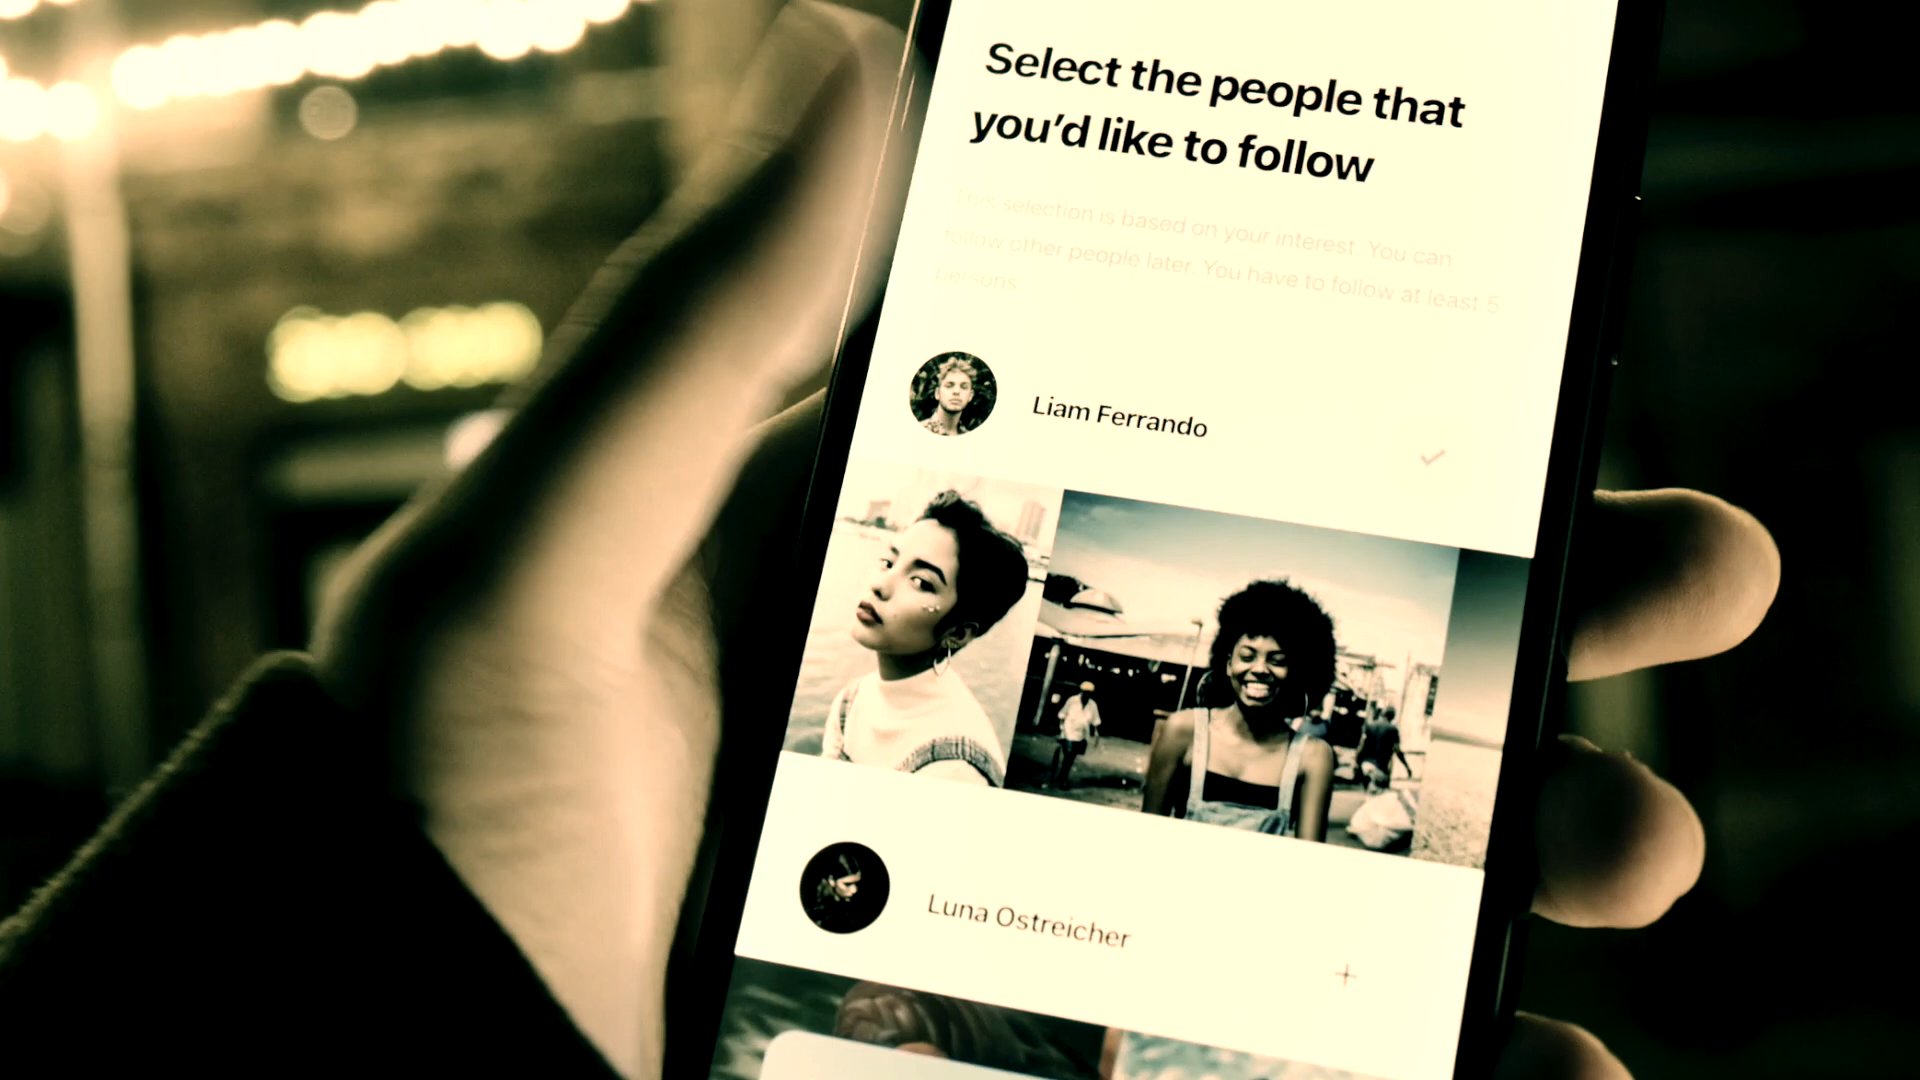 Select the people that
you’d like to follow
This selection is based on your interest. You can
follow other people later. You have to follow at least 5
persons
Liam Ferrando
Luna Ostreicher